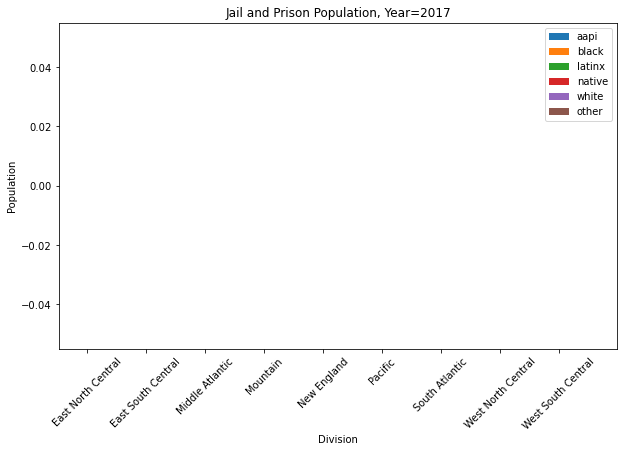 Jail and Prison Population, Year=2017
aapi
black
latinx
native
white
other
Population
0.04
0.02
0.00
−0.02
−0.04
East North Central
East South Central
Middle Atlantic
Mountain
New England
Pacific
South Atlantic
West North Central
West South Central
Division